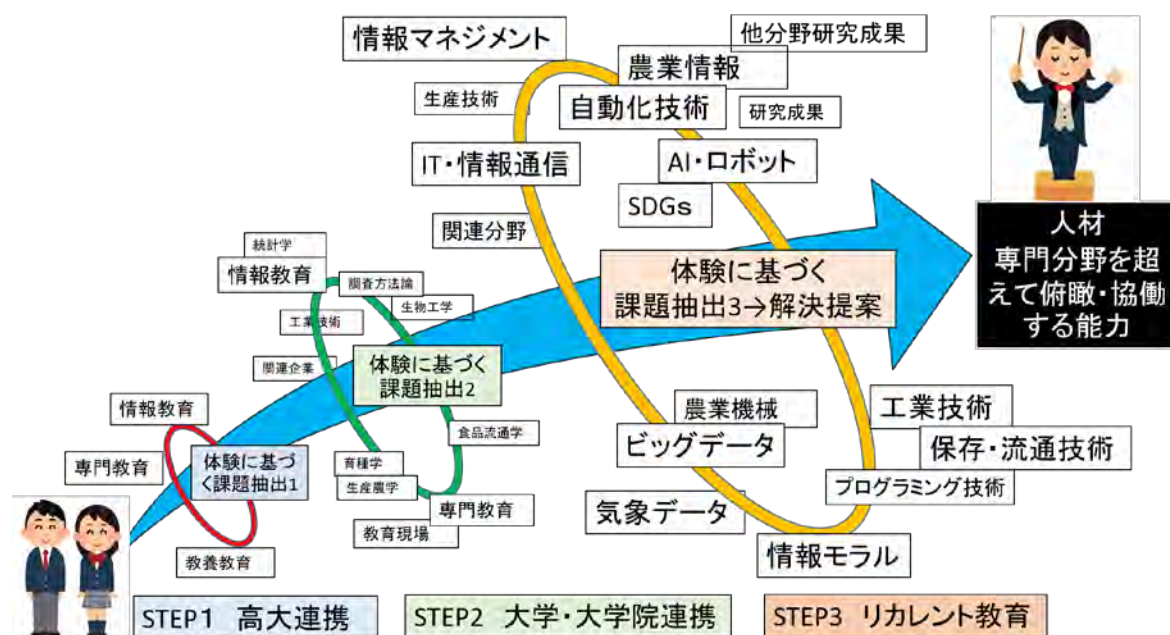 情報マネジメント
他分野研究成果
農業情報
生産技術
自動化技術
研究成果
IT・情報通信
AI・ロボット
SDGs
関連分野
体験に基づく
課題抽出3→解決提案
人材
専門分野を超
えて俯瞰・協働
する能力
統計学
情報教育
調査方法論
生物工学
工業技術
関連企業
体験に基づく
課題抽出2
食品流通学
育種学
生産農学
専門教育
教育現場
情報教育
専門教育
体験に基づ
く課題抽出1
教養教育
農業機械
ビッグデータ
気象データ
工業技術
保存・流通技術
プログラミング技術
情報モラル
STEP1 高大連携
STEP2 大学・大学院連携
STEP3 リカレント教育